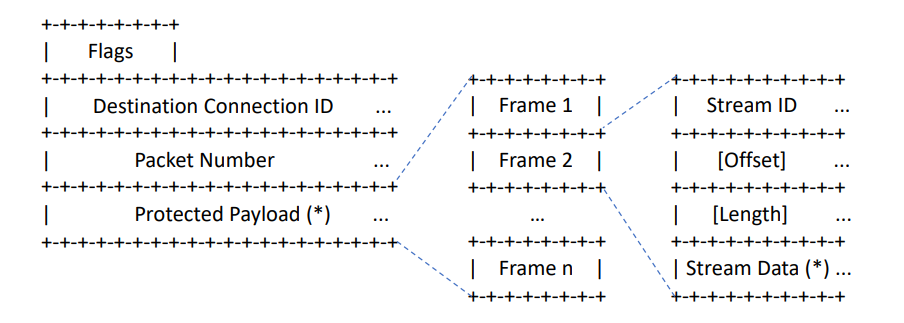 +-+-+-+-+-+-+-+-+
| Flags |
+-+-+-+-+-+-+-+-+-+-+-+-+-+-+-+-+-+-+-+-+
| Destination Connection ID ...
+-+-+-+-+-+-+-+-+-+-+-+-+-+-+-+-+-+-+-+-+
| Packet Number ...
+-+-+-+-+-+-+-+-+-+-+-+-+-+-+-+-+-+-+-+-+
| Protected Payload (*) ...
+-+-+-+-+-+-+-+-+-+-+-+-+-+-+-+-+-+-+-+-+
+-+-+-+-+-+-+-+-+
| Frame 1 |
+-+-+-+-+-+-+-+-+
| Frame 2 |
+-+-+-+-+-+-+-+-+
...
+-+-+-+-+-+-+-+-+
| Frame n |
+-+-+-+-+-+-+-+-+
+-+-+-+-+-+-+-+-+-+-+
| Stream ID ...
+-+-+-+-+-+-+-+-+-+-+
| [Offset] ...
+-+-+-+-+-+-+-+-+-+-+
| [Length] ...
+-+-+-+-+-+-+-+-+-+-+
| Stream Data (*) ...
+-+-+-+-+-+-+-+-+-+-+